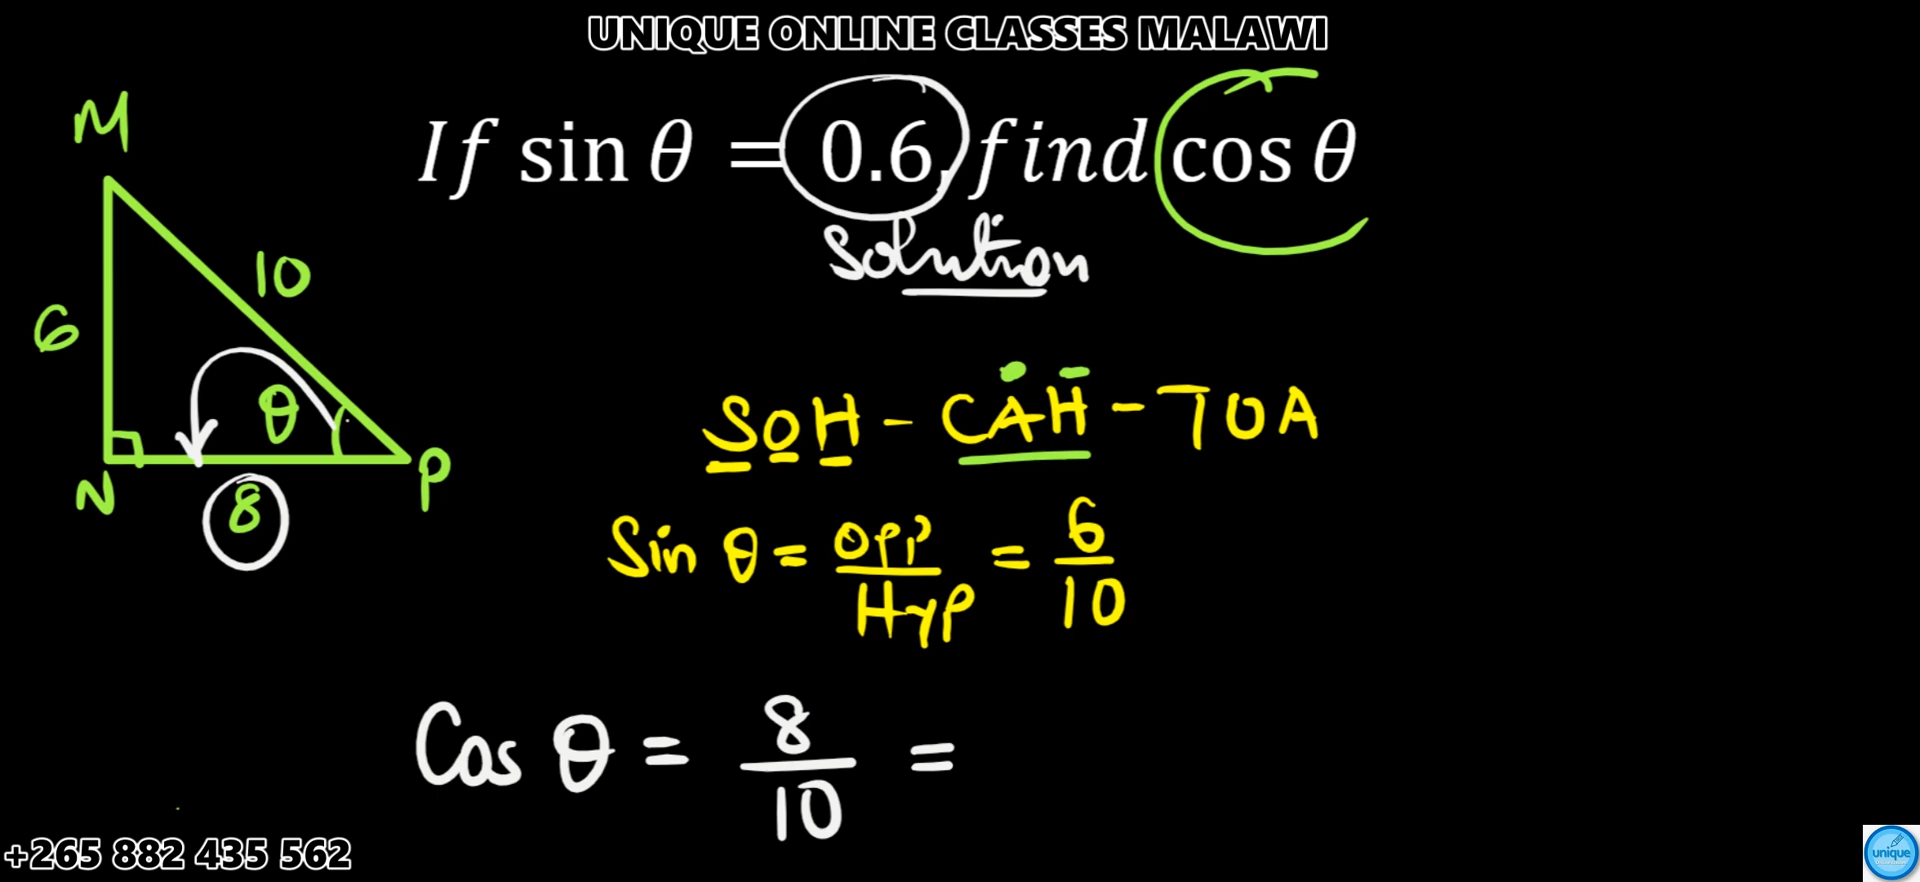 UNIQUE ONLINE CLASSES MALAWI
If sin θ = 0.6, find cos θ
Solution
M
10
6
θ
N
8
P
SOH - CAH - TOA
Sin θ = opp/Hyp = 6/10
Cos θ = 8/10 =
+265 882 435 562
unique